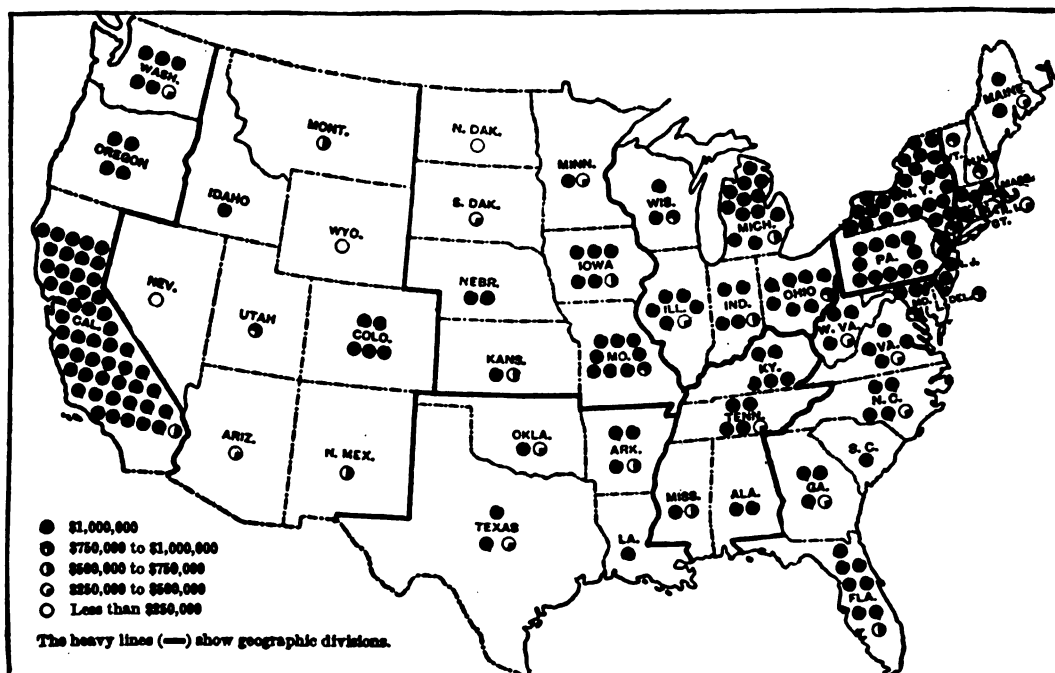 WASH.
MONT.
N. DAK.
MINN.
MAINE
OREGON
IDAHO
S. DAK.
WIS.
MICH.
N. Y.
VT.
N.H.
MASS.
R. I.
WYO.
IOWA
PA.
N. J.
NEV.
NEBR.
UTAH
COLO.
ILL.
IND.
OHIO
MD.
DEL.
CAL.
KANS.
MO.
W. VA.
VA.
KY.
N. C.
TENN.
ARIZ.
N. MEX.
OKLA.
ARK.
S. C.
MISS.
ALA.
GA.
TEXAS
LA.
FLA.
$1,000,000
$750,000 to $1,000,000
$500,000 to $750,000
$250,000 to $500,000
Less than $250,000
The heavy lines (━) show geographic divisions.